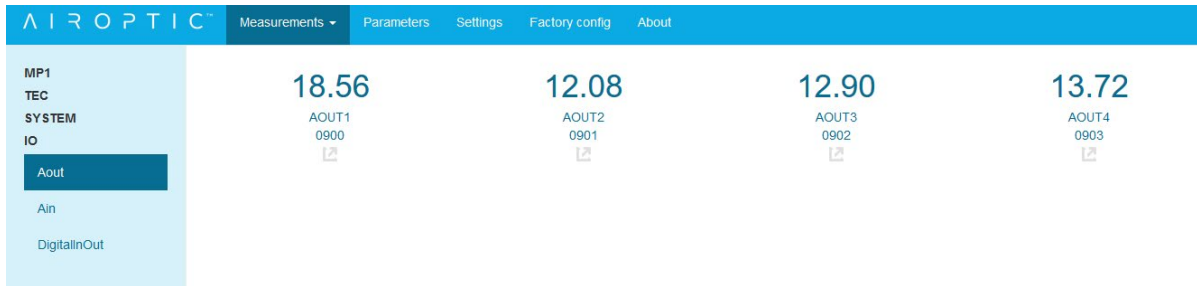 AIROPTIC™ Measurements Parameters Settings Factory config About
MP1
TEC
SYSTEM
IO
Aout
Ain
DigitalInOut
18.56 12.08 12.90 13.72
AOUT1 AOUT2 AOUT3 AOUT4
0900 0901 0902 0903